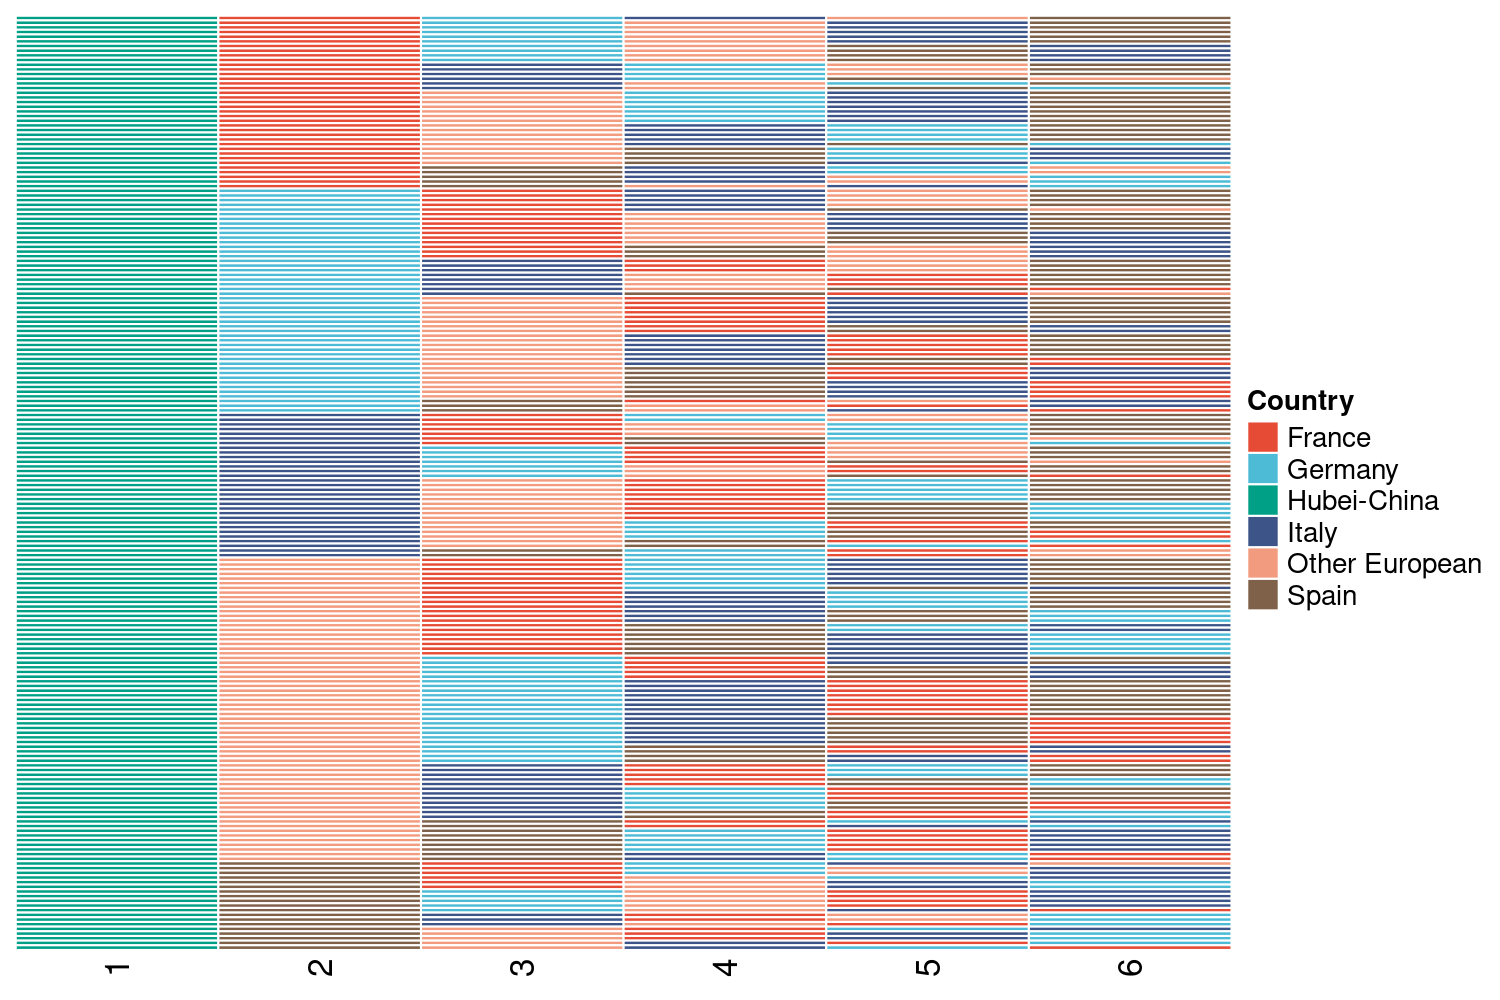 Country
France
Germany
Hubei-China
Italy
Other European
Spain
1 2 3 4 5 6